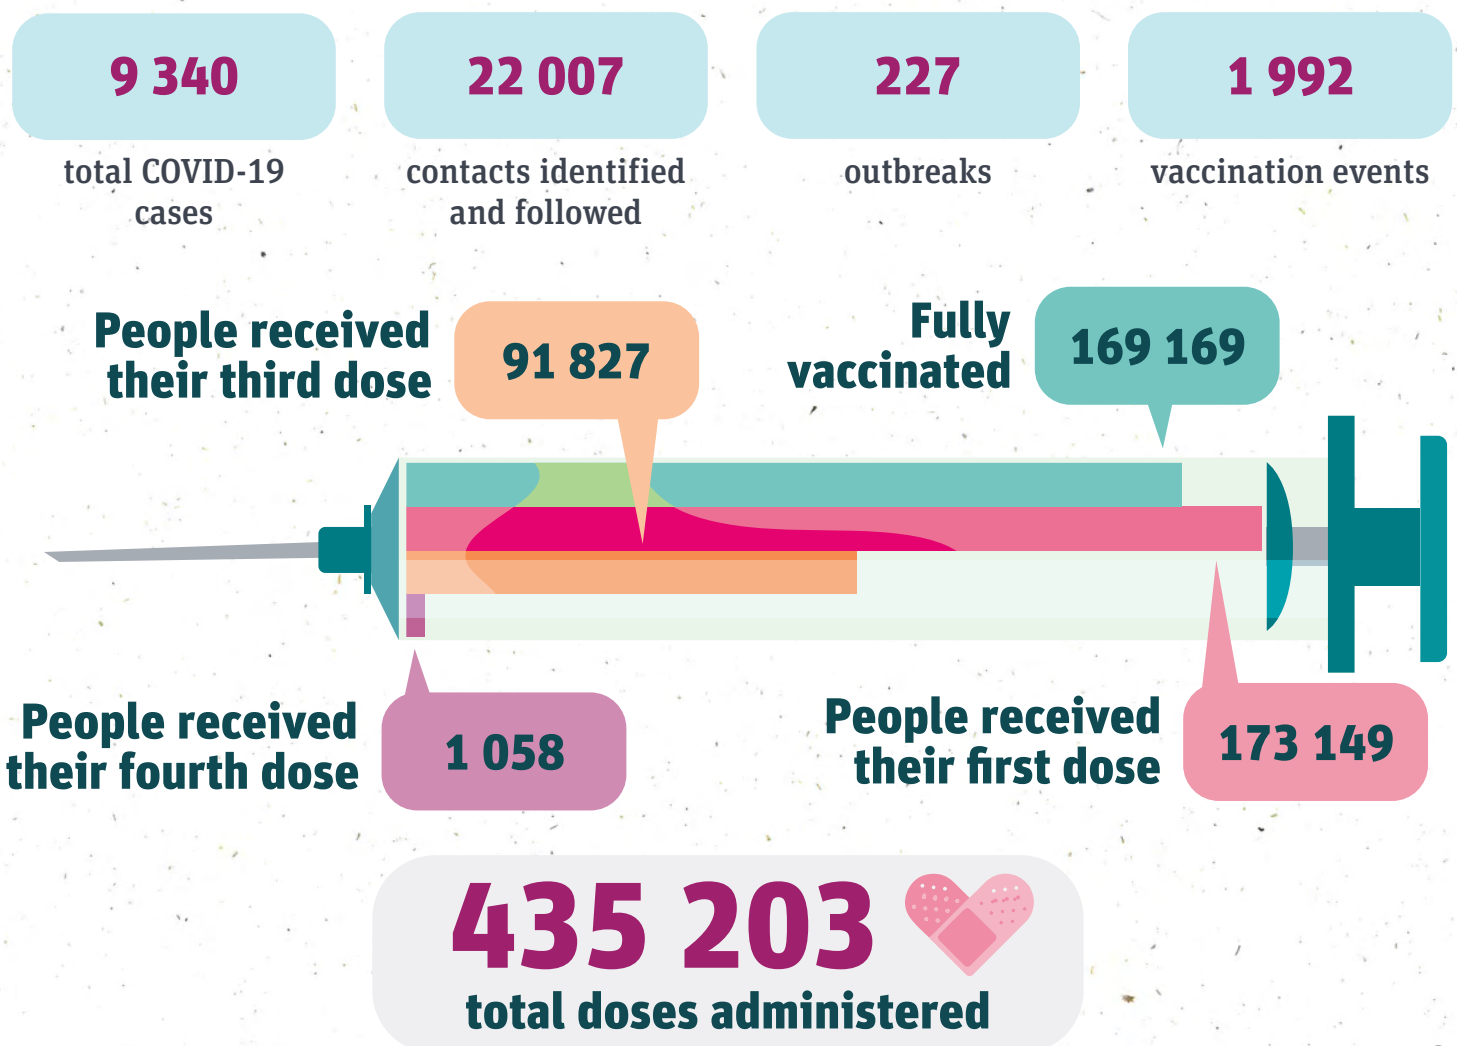 9 340
total COVID-19
cases
22 007
contacts identified
and followed
227
outbreaks
1 992
vaccination events
People received
their third dose
91 827
Fully
vaccinated
169 169
People received
their fourth dose
1 058
People received
their first dose
173 149
435 203
total doses administered